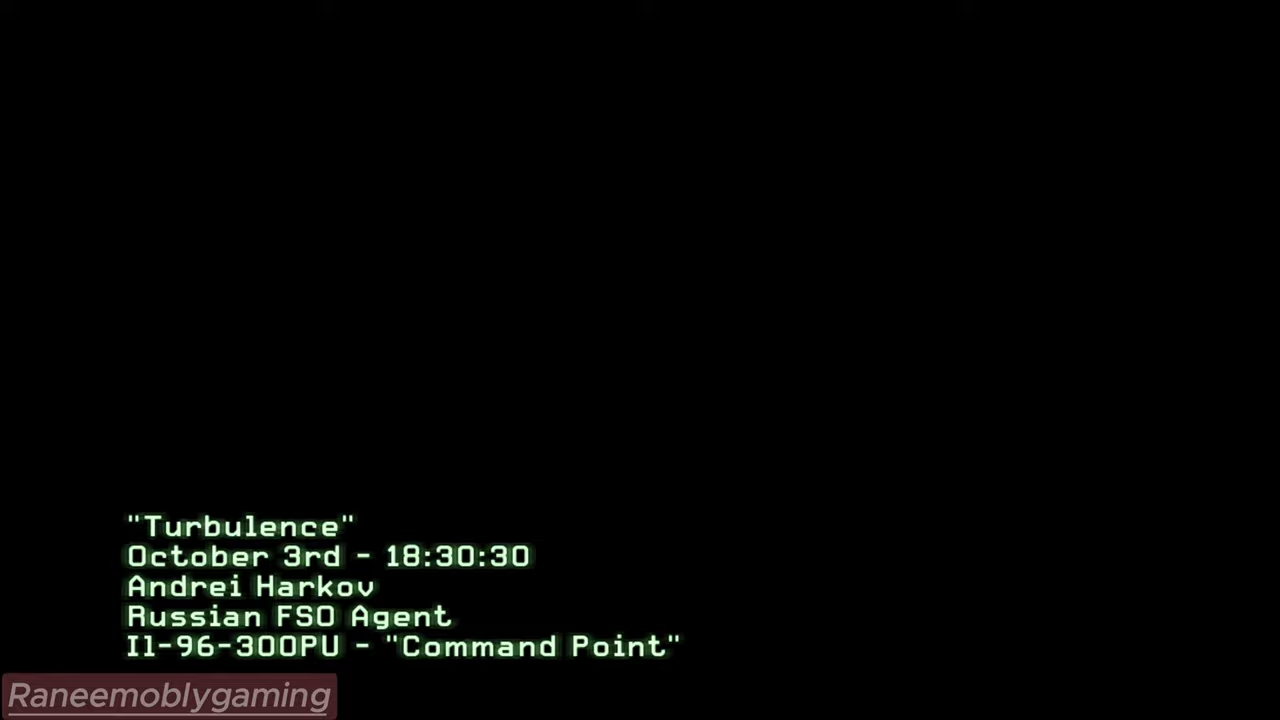 "Turbulence"
October 3rd - 18:30:30
Andrei Harkov
Russian FSO Agent
Il-96-300PU - "Command Point"
Raneemoblygaming